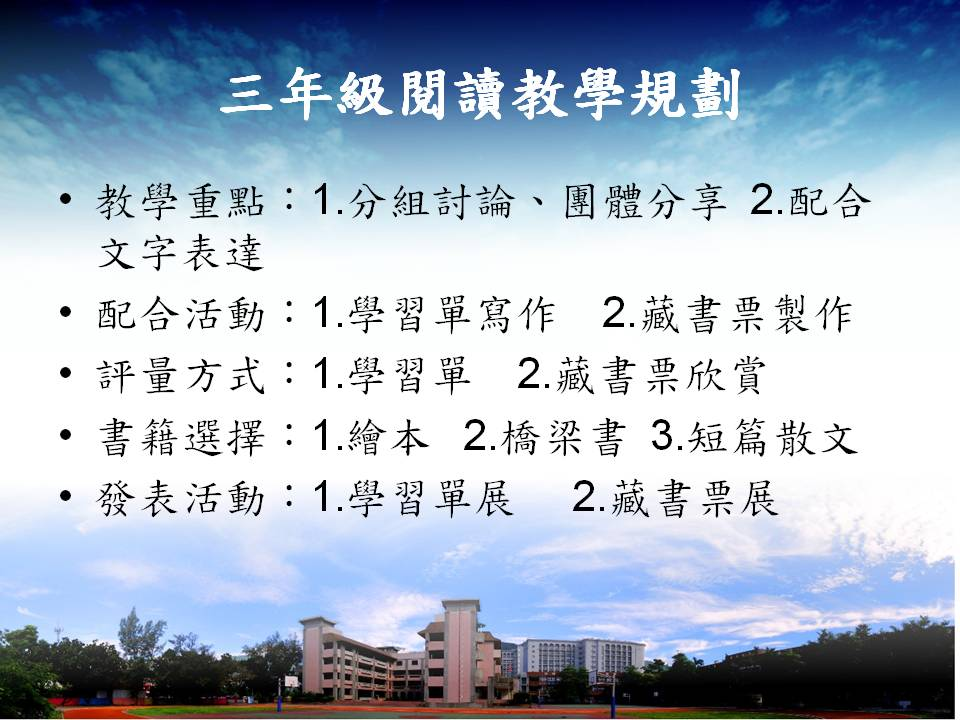 三年級閱讀教學規劃
• 教學重點：1.分組討論、團體分享 2.配合
文字表達
• 配合活動：1.學習單寫作 2.藏書票製作
• 評量方式：1.學習單 2.藏書票欣賞
• 書籍選擇：1.繪本 2.橋梁書 3.短篇散文
• 發表活動：1.學習單展 2.藏書票展